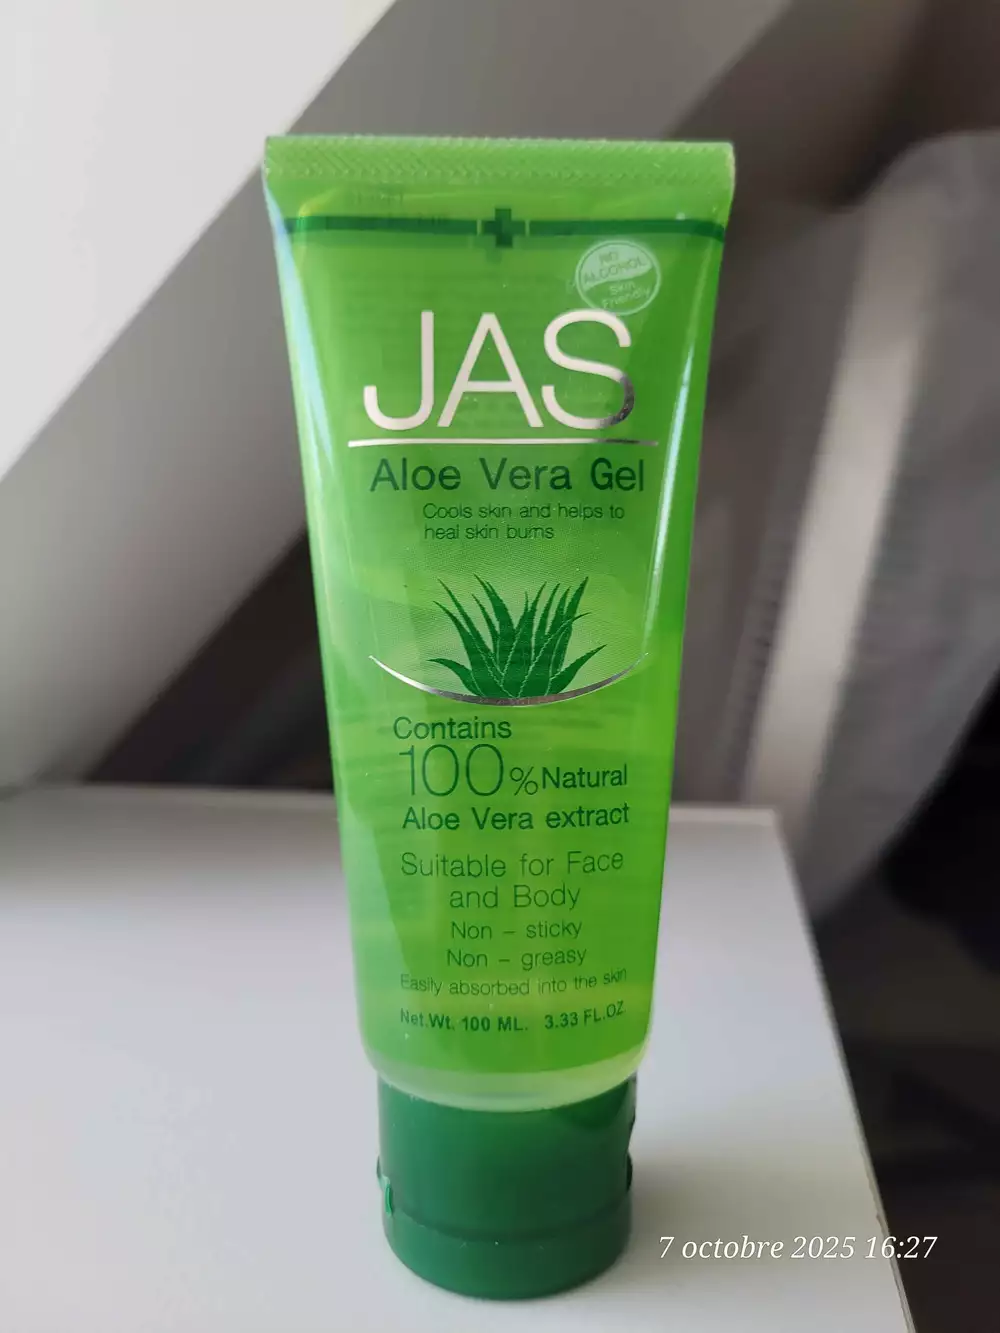 NO
ALCOHOL
Skin
Friendly
JAS
Aloe Vera Gel
Cools skin and helps to
heal skin burns
Contains
100% Natural
Aloe Vera extract
Suitable for Face
and Body
Non - sticky
Non - greasy
Easily absorbed into the skin
Net.Wt. 100 ML. 3.33 FL.OZ.
7 octobre 2025 16:27